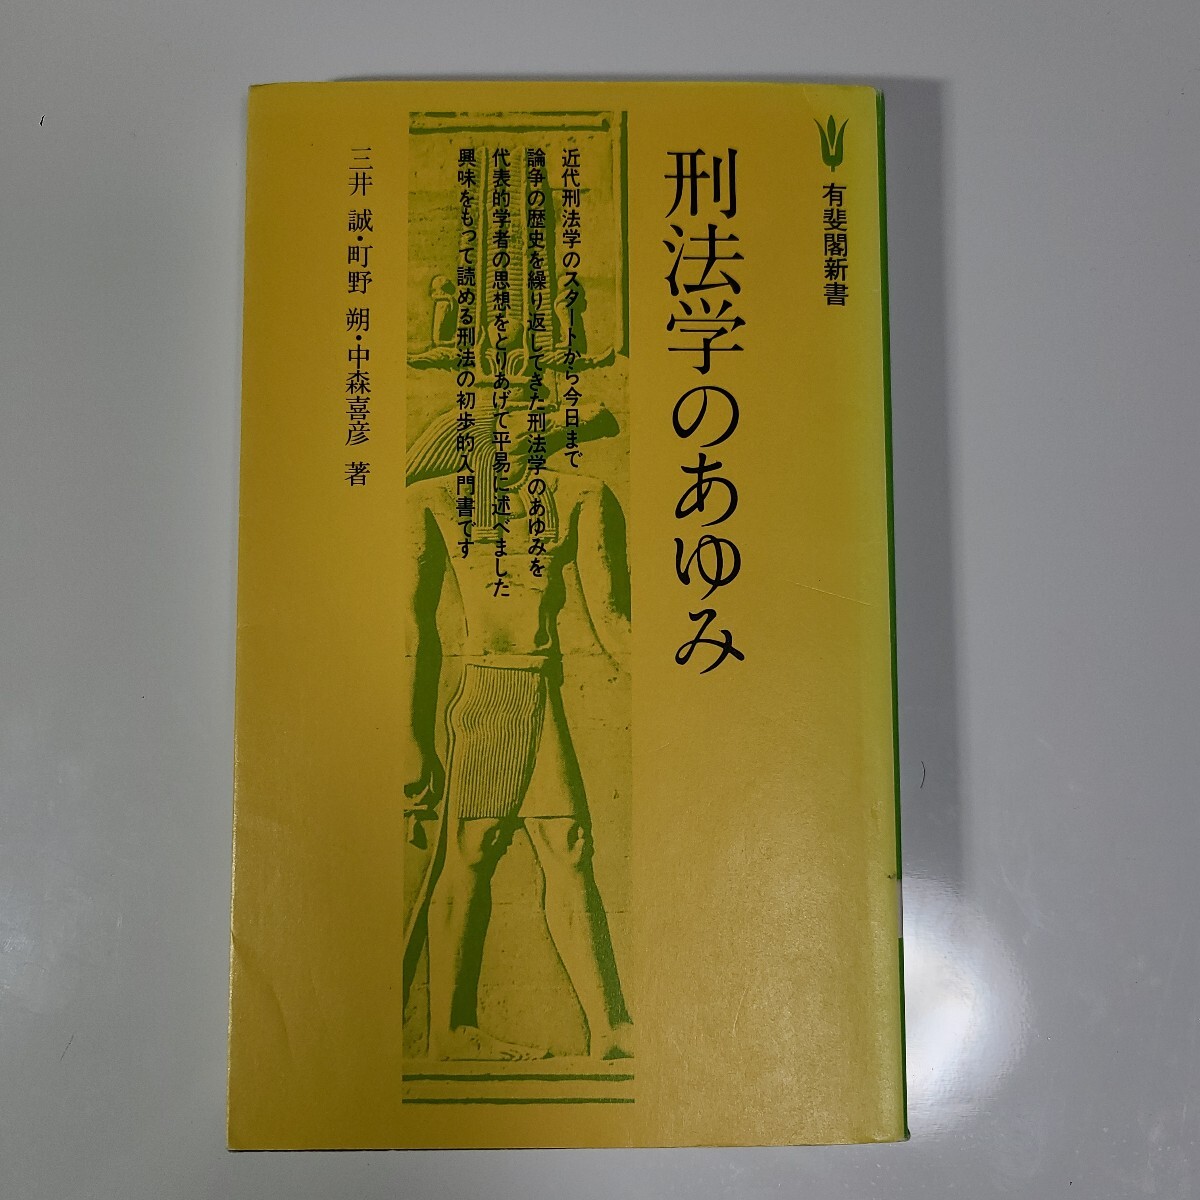 有斐閣新書
刑法学のあゆみ
近代刑法学のスタートから今日まで
論争の歴史を繰り返してきた刑法学のあゆみを
代表的学者の思想をとりあげて平易に述べました
興味をもって読める刑法の初歩的入門書です
三井 誠・町野 朔・中森喜彦 著